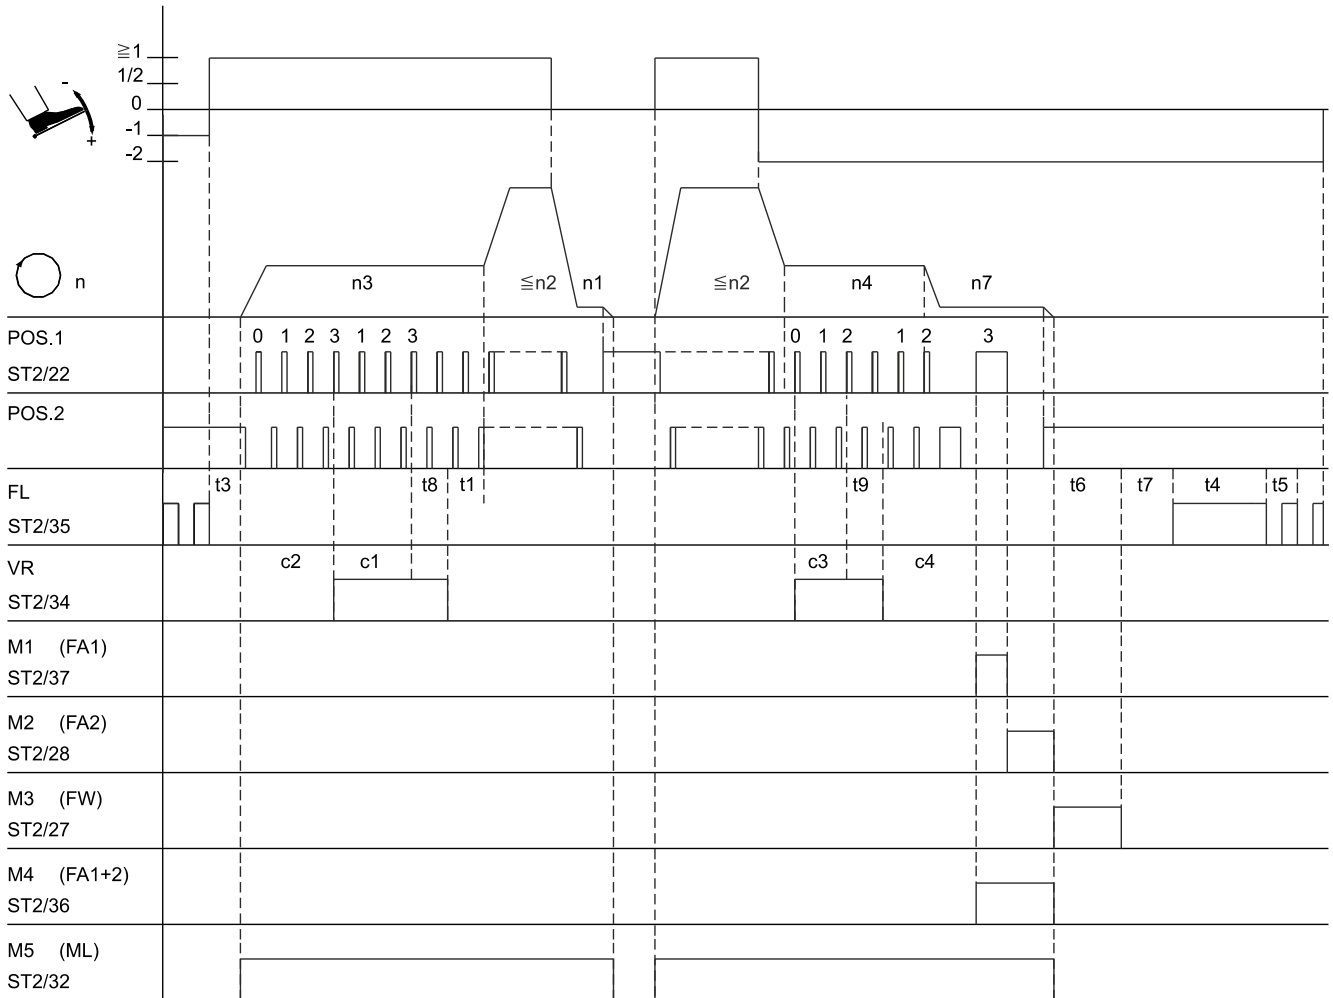 ≧1
1/2
0
-1
-2
-
+
n
n3
≦n2
n1
≦n2
n4
n7
POS.1
0 1 2 3 1 2 3
0 1 2 1 2 3
ST2/22
POS.2
FL
t3 t8 t1 t9 t6 t7 t4 t5
ST2/35
VR
c2 c1 c3 c4
ST2/34
M1 (FA1)
ST2/37
M2 (FA2)
ST2/28
M3 (FW)
ST2/27
M4 (FA1+2)
ST2/36
M5 (ML)
ST2/32